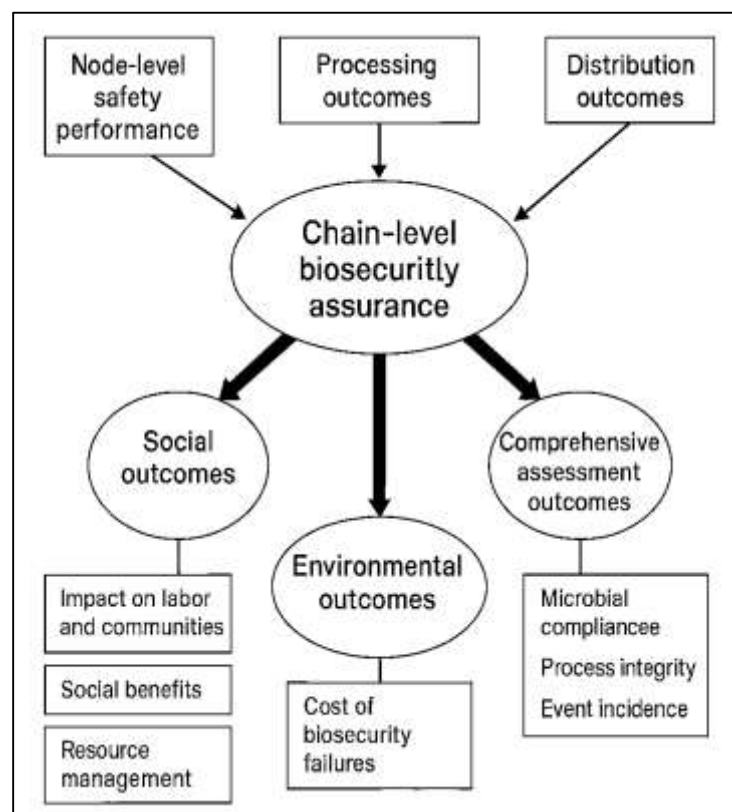 Node-level
safety
performance
Processing
outcomes
Distribution
outcomes
Chain-level
biosecuritly
assurance
Social
outcomes
Environmental
outcomes
Comprehensive
assessment
outcomes
Impact on labor
and communities
Social benefits
Resource
management
Cost of
biosecurity
failures
Microbial
compliancee
Process integrity
Event incidence